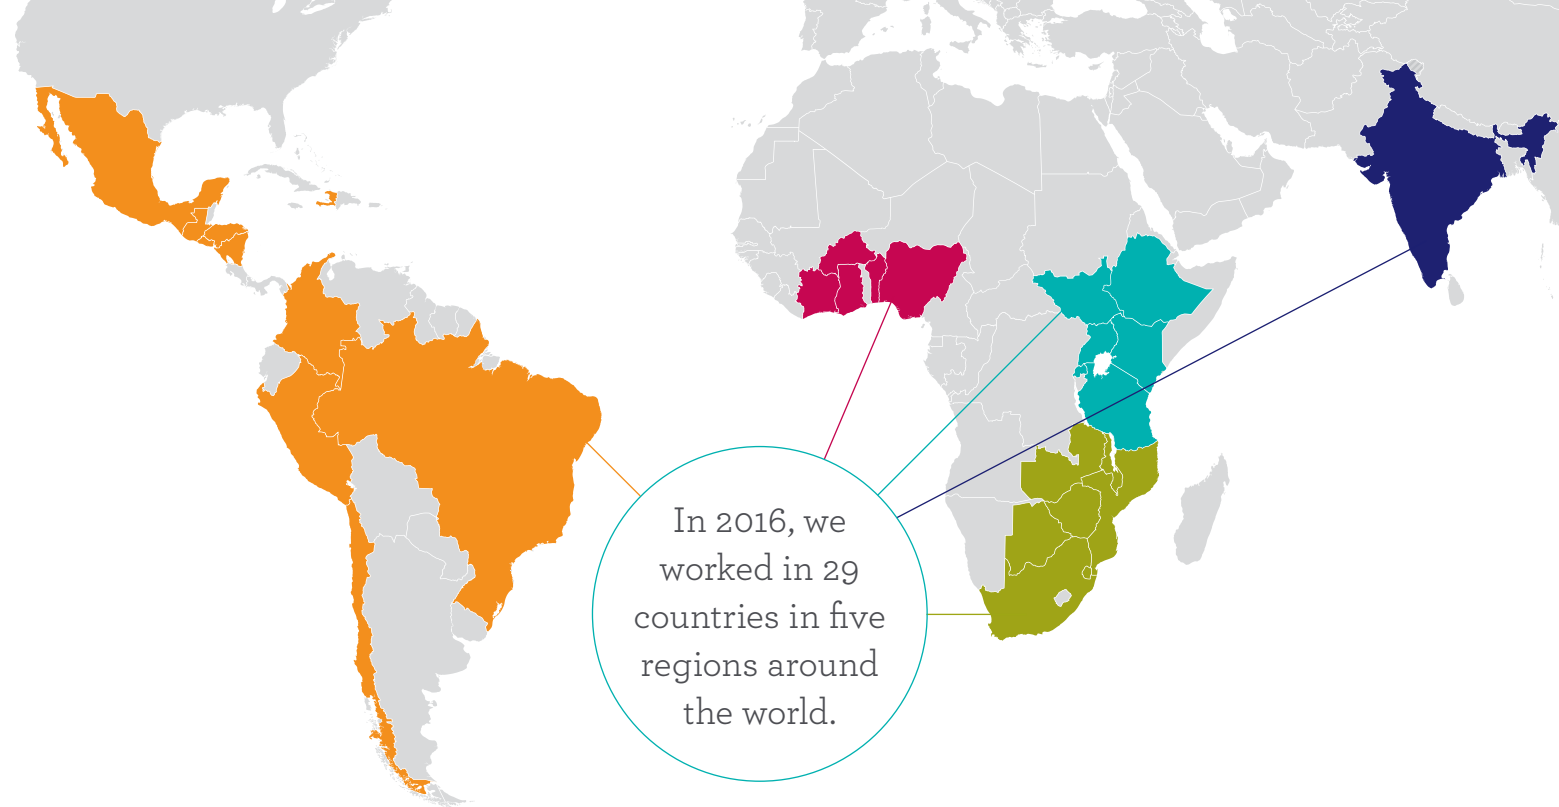 In 2016, we
worked in 29
countries in five
regions around
the world.